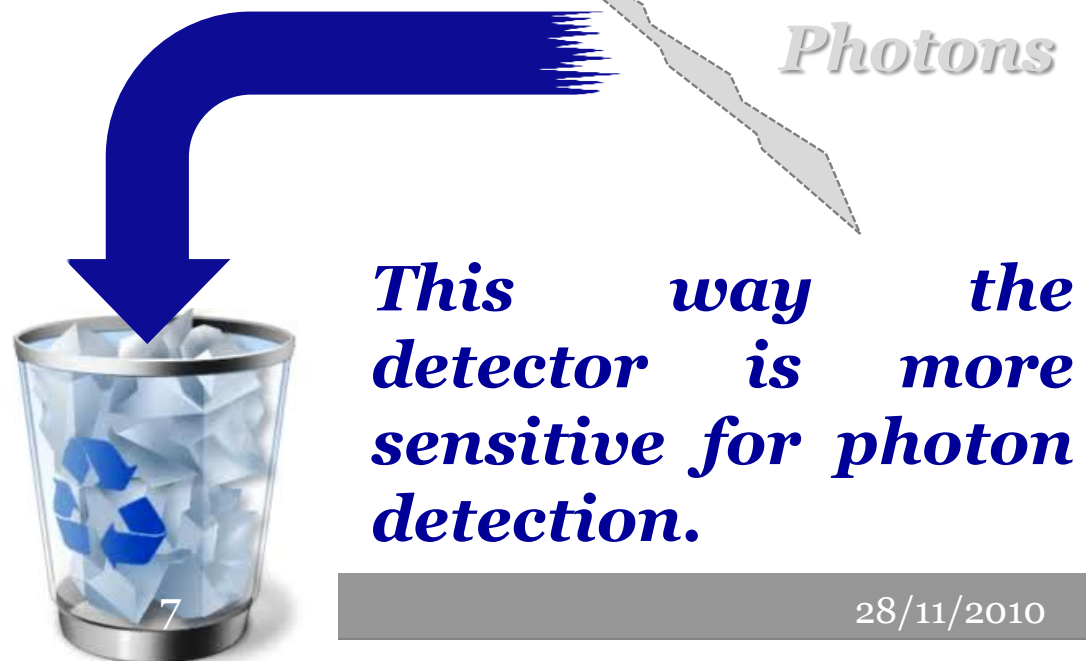 Photons
This way the
detector is more
sensitive for photon
detection.
7
28/11/2010